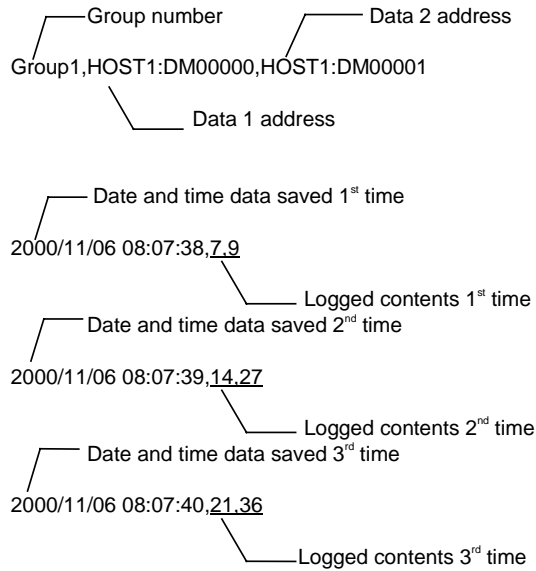 Group number Data 2 address
Group1,HOST1:DM00000,HOST1:DM00001
Data 1 address
Date and time data saved 1st time
2000/11/06 08:07:38,7,9
Logged contents 1st time
Date and time data saved 2nd time
2000/11/06 08:07:39,14,27
Logged contents 2nd time
Date and time data saved 3rd time
2000/11/06 08:07:40,21,36
Logged contents 3rd time